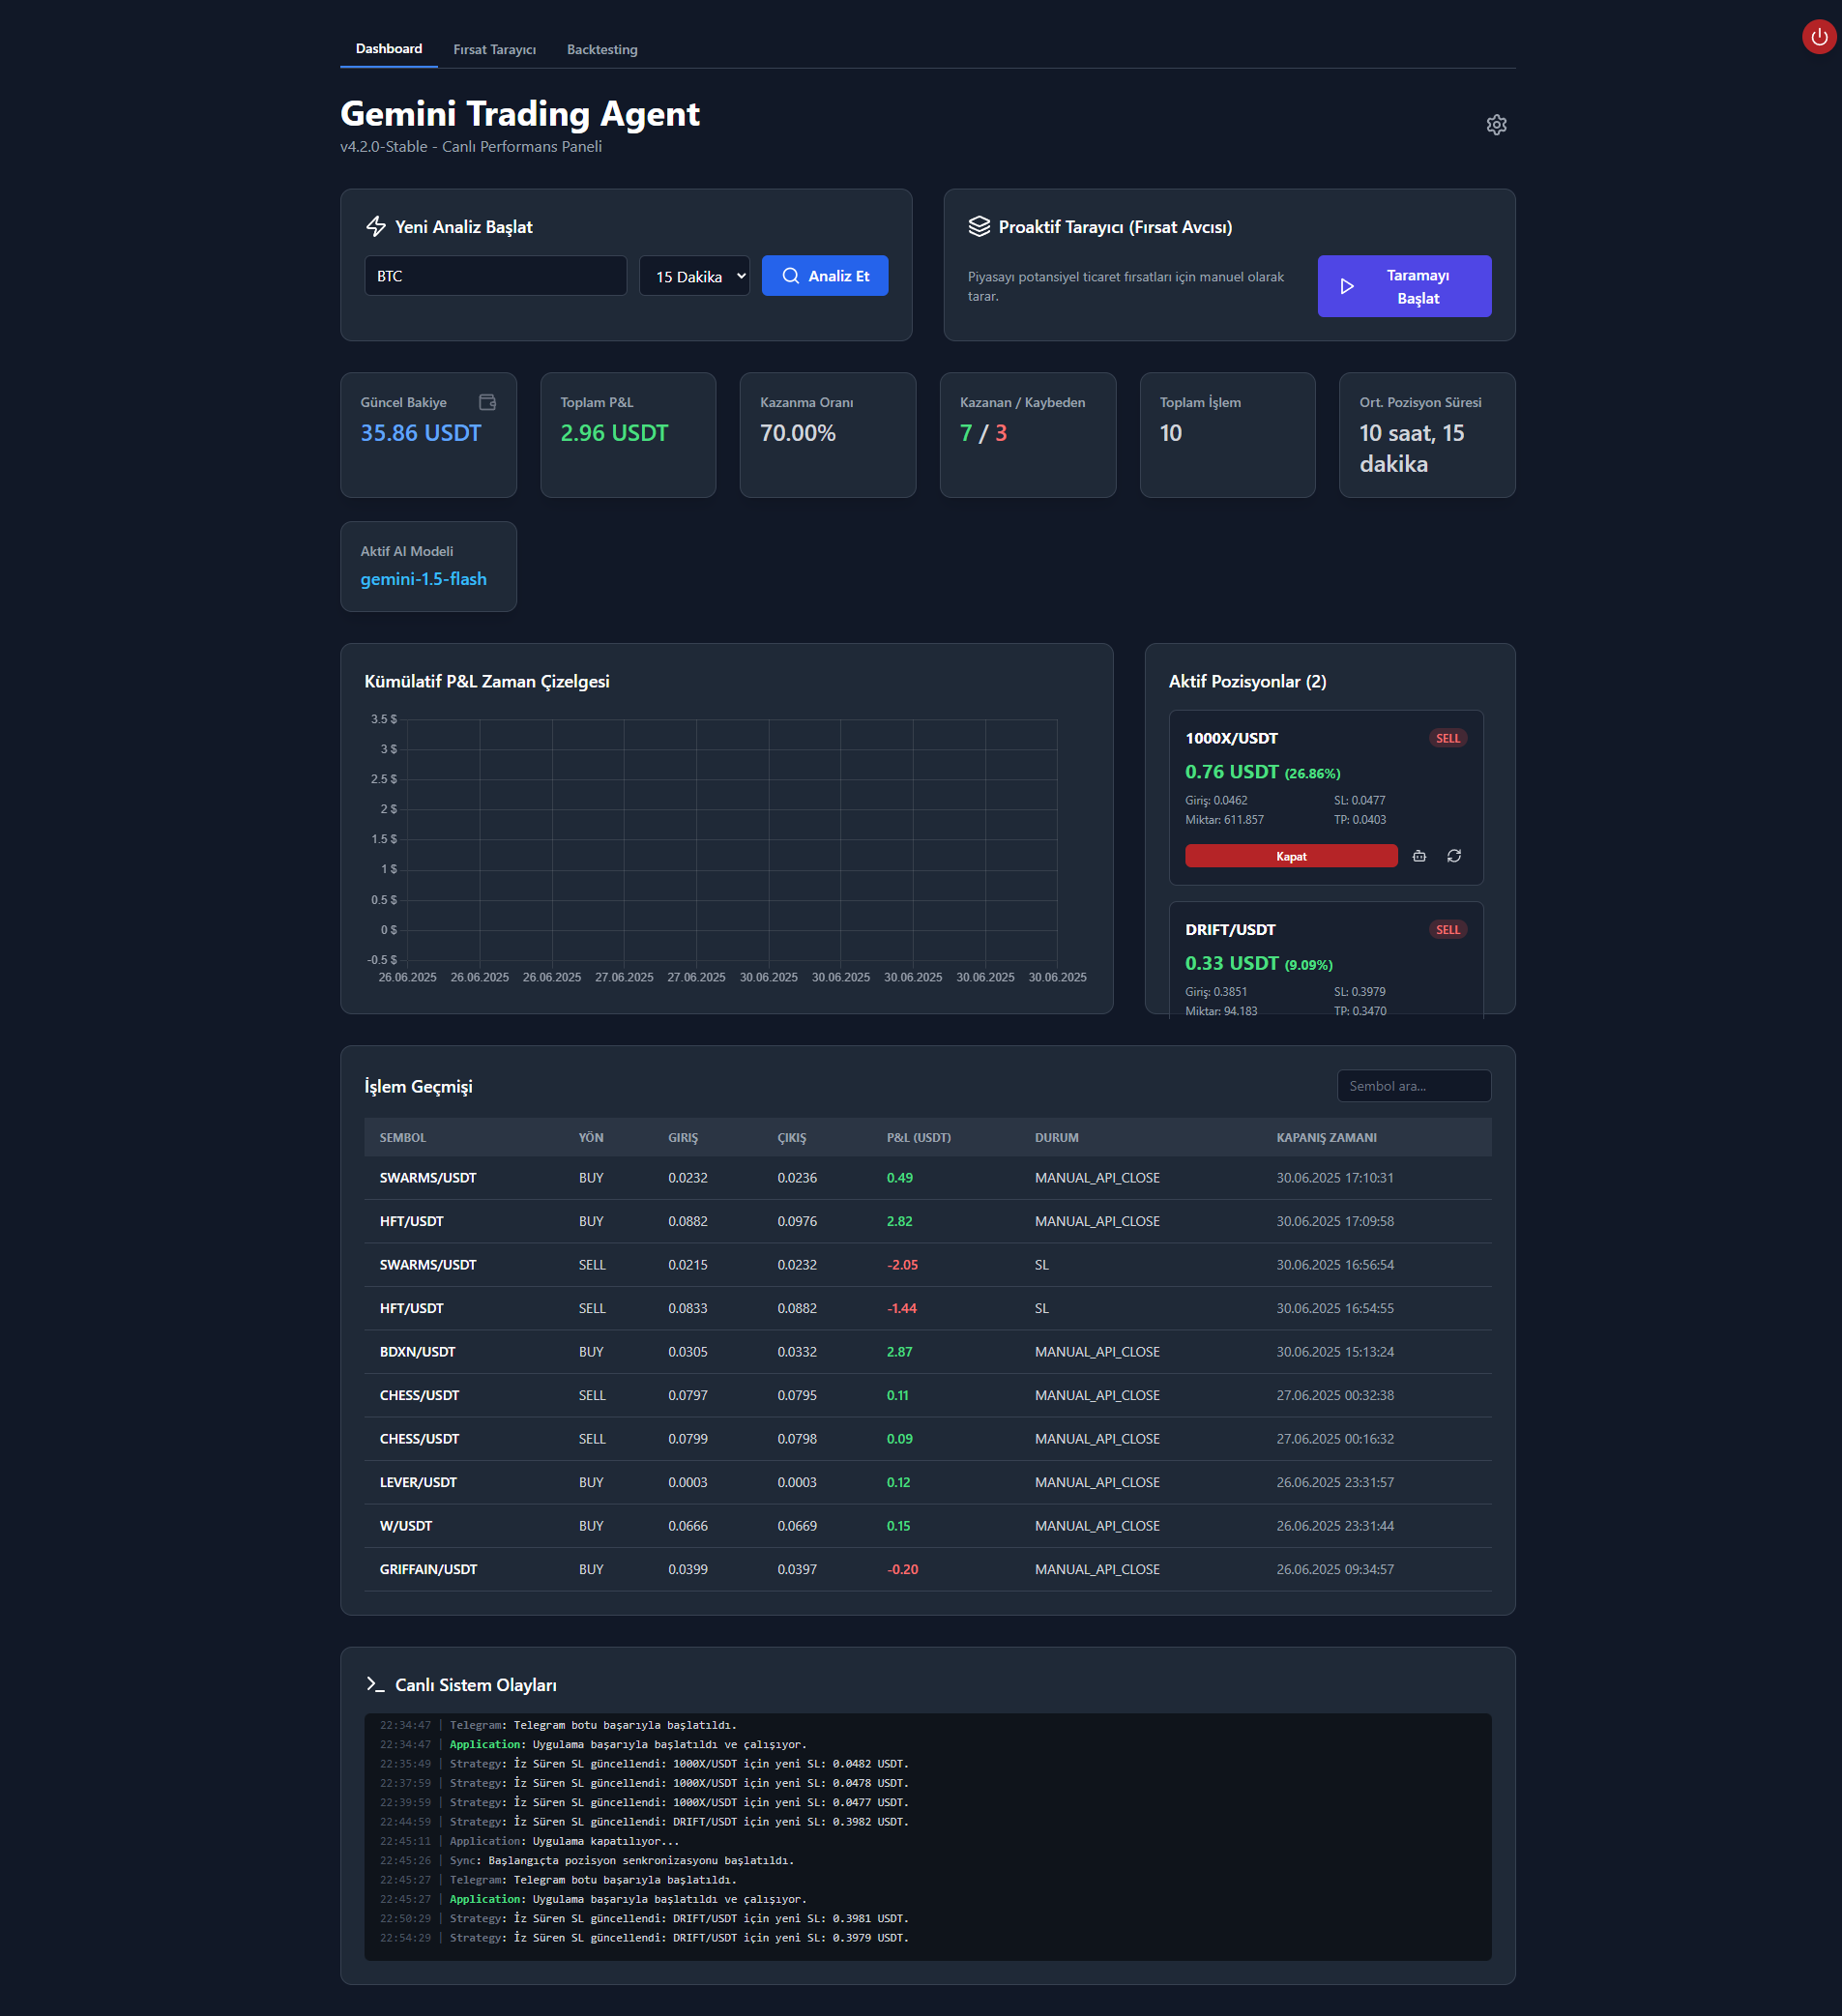 Dashboard Fırsat Tarayıcı Backtesting
Gemini Trading Agent
v4.2.0-Stable - Canlı Performans Paneli
Yeni Analiz Başlat
BTC 15 Dakika Analiz Et
Proaktif Tarayıcı (Fırsat Avcısı)
Piyasayı potansiyel ticaret fırsatları için manuel olarak
tarar.
Taramayı
Başlat
Güncel Bakiye
35.86 USDT
Toplam P&L
2.96 USDT
Kazanma Oranı
70.00%
Kazanan / Kaybeden
7 / 3
Toplam İşlem
10
Ort. Pozisyon Süresi
10 saat, 15
dakika
Aktif AI Modeli
gemini-1.5-flash
Kümülatif P&L Zaman Çizelgesi
3.5 $
3 $
2.5 $
2 $
1.5 $
1 $
0.5 $
0 $
-0.5 $
26.06.2025 26.06.2025 26.06.2025 27.06.2025 27.06.2025 30.06.2025 30.06.2025 30.06.2025 30.06.2025 30.06.2025
Aktif Pozisyonlar (2)
1000X/USDT SELL
0.76 USDT (26.86%)
Giriş: 0.0462 SL: 0.0477
Miktar: 611.857 TP: 0.0403
Kapat
DRIFT/USDT SELL
0.33 USDT (9.09%)
Giriş: 0.3851 SL: 0.3979
Miktar: 94.183 TP: 0.3470
İşlem Geçmişi
Sembol ara...
SEMBOL YÖN GIRIŞ ÇIKIŞ P&L (USDT) DURUM KAPANIŞ ZAMANI
SWARMS/USDT BUY 0.0232 0.0236 0.49 MANUAL_API_CLOSE 30.06.2025 17:10:31
HFT/USDT BUY 0.0882 0.0976 2.82 MANUAL_API_CLOSE 30.06.2025 17:09:58
SWARMS/USDT SELL 0.0215 0.0232 -2.05 SL 30.06.2025 16:56:54
HFT/USDT SELL 0.0833 0.0882 -1.44 SL 30.06.2025 16:54:55
BDXN/USDT BUY 0.0305 0.0332 2.87 MANUAL_API_CLOSE 30.06.2025 15:13:24
CHESS/USDT SELL 0.0797 0.0795 0.11 MANUAL_API_CLOSE 27.06.2025 00:32:38
CHESS/USDT SELL 0.0799 0.0798 0.09 MANUAL_API_CLOSE 27.06.2025 00:16:32
LEVER/USDT BUY 0.0003 0.0003 0.12 MANUAL_API_CLOSE 26.06.2025 23:31:57
W/USDT BUY 0.0666 0.0669 0.15 MANUAL_API_CLOSE 26.06.2025 23:31:44
GRIFFAIN/USDT BUY 0.0399 0.0397 -0.20 MANUAL_API_CLOSE 26.06.2025 09:34:57
Canlı Sistem Olayları
22:34:47 | Telegram: Telegram botu başarıyla başlatıldı.
22:34:47 | Application: Uygulama başarıyla başlatıldı ve çalışıyor.
22:35:49 | Strategy: İz Süren SL güncellendi: 1000X/USDT için yeni SL: 0.0482 USDT.
22:37:59 | Strategy: İz Süren SL güncellendi: 1000X/USDT için yeni SL: 0.0478 USDT.
22:39:59 | Strategy: İz Süren SL güncellendi: 1000X/USDT için yeni SL: 0.0477 USDT.
22:44:59 | Strategy: İz Süren SL güncellendi: DRIFT/USDT için yeni SL: 0.3982 USDT.
22:45:11 | Application: Uygulama kapatılıyor...
22:45:26 | Sync: Başlangıçta pozisyon senkronizasyonu başlatıldı.
22:45:27 | Telegram: Telegram botu başarıyla başlatıldı.
22:45:27 | Application: Uygulama başarıyla başlatıldı ve çalışıyor.
22:50:29 | Strategy: İz Süren SL güncellendi: DRIFT/USDT için yeni SL: 0.3981 USDT.
22:54:29 | Strategy: İz Süren SL güncellendi: DRIFT/USDT için yeni SL: 0.3979 USDT.